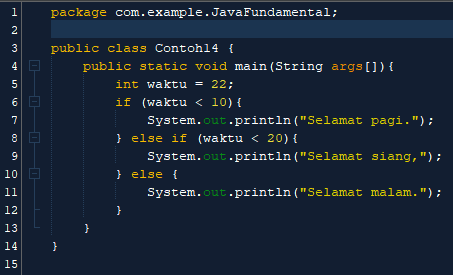 1 package com.example.JavaFundamental;
2
3 public class Contoh14 {
4     public static void main(String args[]){
5         int waktu = 22;
6         if (waktu < 10){
7             System.out.println("Selamat pagi.");
8         } else if (waktu < 20){
9             System.out.println("Selamat siang,");
10         } else {
11             System.out.println("Selamat malam.");
12         }
13     }
14 }
15